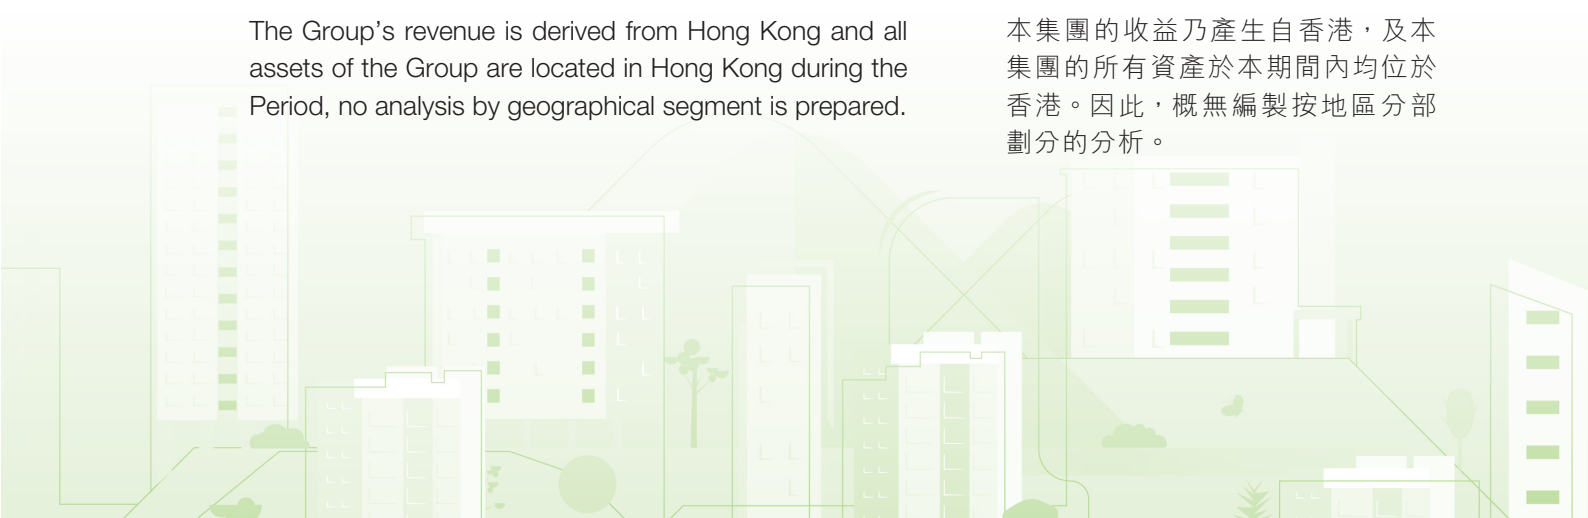 The Group’s revenue is derived from Hong Kong and all
assets of the Group are located in Hong Kong during the
Period, no analysis by geographical segment is prepared.
本集團的收益乃產生自香港，及本
集團的所有資產於本期間內均位於
香港。因此，概無編製按地區分部
劃分的分析。